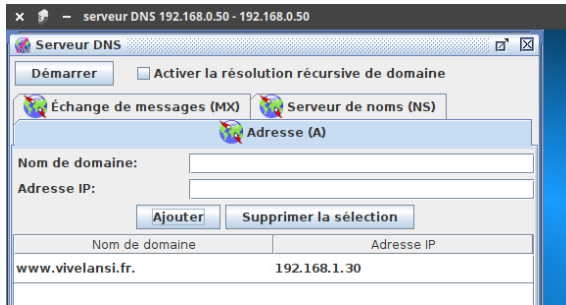 serveur DNS 192.168.0.50 - 192.168.0.50
Serveur DNS
Démarrer Activer la résolution récursive de domaine
Échange de messages (MX) Serveur de noms (NS)
Adresse (A)
Nom de domaine:
Adresse IP:
Ajouter Supprimer la sélection
Nom de domaine Adresse IP
www.vivelansi.fr. 192.168.1.30